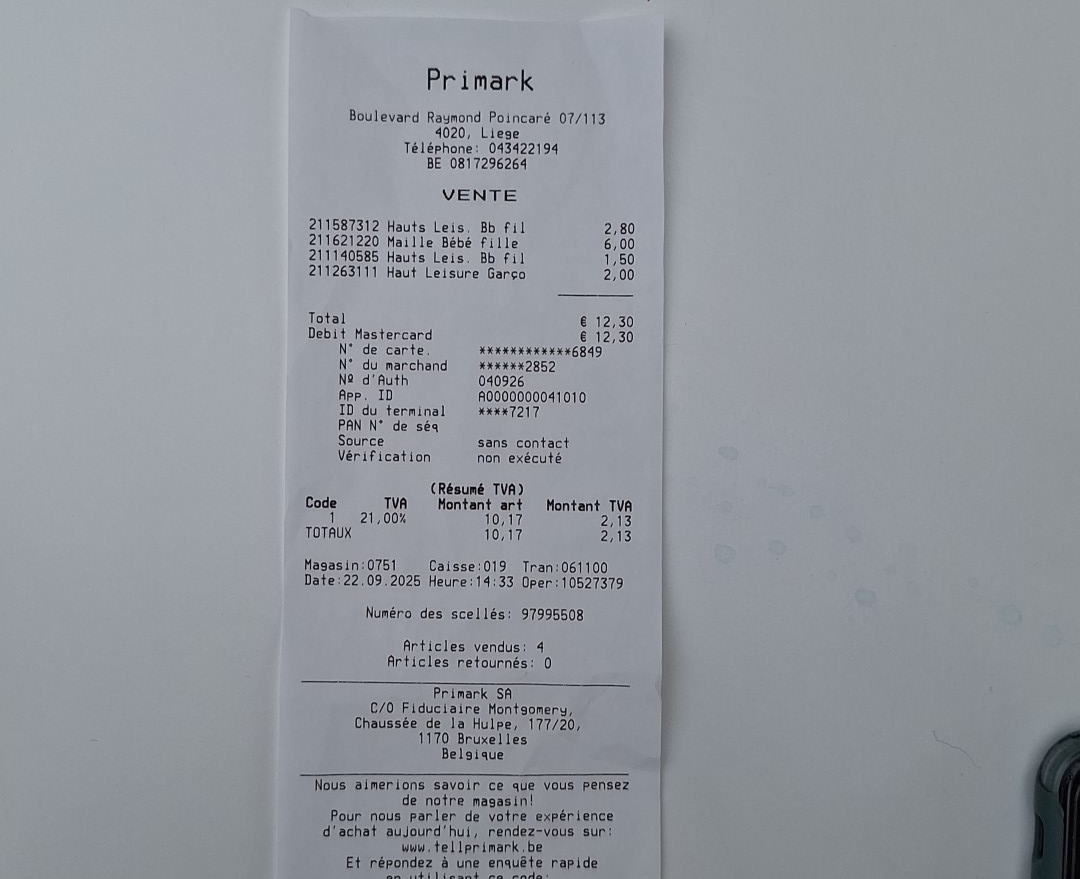 Primark
Boulevard Raymond Poincaré 07/113
4020, Liege
Téléphone: 043422194
BE 0817296264
VENTE
211587312 Hauts Leis. Bb fil 2,80
211621220 Maille Bébé fille 6,00
211140585 Hauts Leis. Bb fil 1,50
211263111 Haut Leisure Garço 2,00
Total € 12,30
Debit Mastercard € 12,30
N° de carte. ************6849
N° du marchand ******2852
Nº d'Auth 040926
App. ID A0000000041010
ID du terminal ****7217
PAN N° de séq
Source sans contact
Vérification non exécuté
(Résumé TVA)
Code TVA Montant art Montant TVA
1 21,00% 10,17 2,13
TOTAUX 10,17 2,13
Magasin:0751 Caisse:019 Tran:061100
Date:22.09.2025 Heure:14:33 Oper:10527379
Numéro des scellés: 97995508
Articles vendus: 4
Articles retournés: 0
Primark SA
C/O Fiduciaire Montgomery,
Chaussée de la Hulpe, 177/20,
1170 Bruxelles
Belgique
Nous aimerions savoir ce que vous pensez
de notre magasin!
Pour nous parler de votre expérience
d'achat aujourd'hui, rendez-vous sur:
www.tellprimark.be
Et répondez à une enquête rapide
en utilisant ce code: